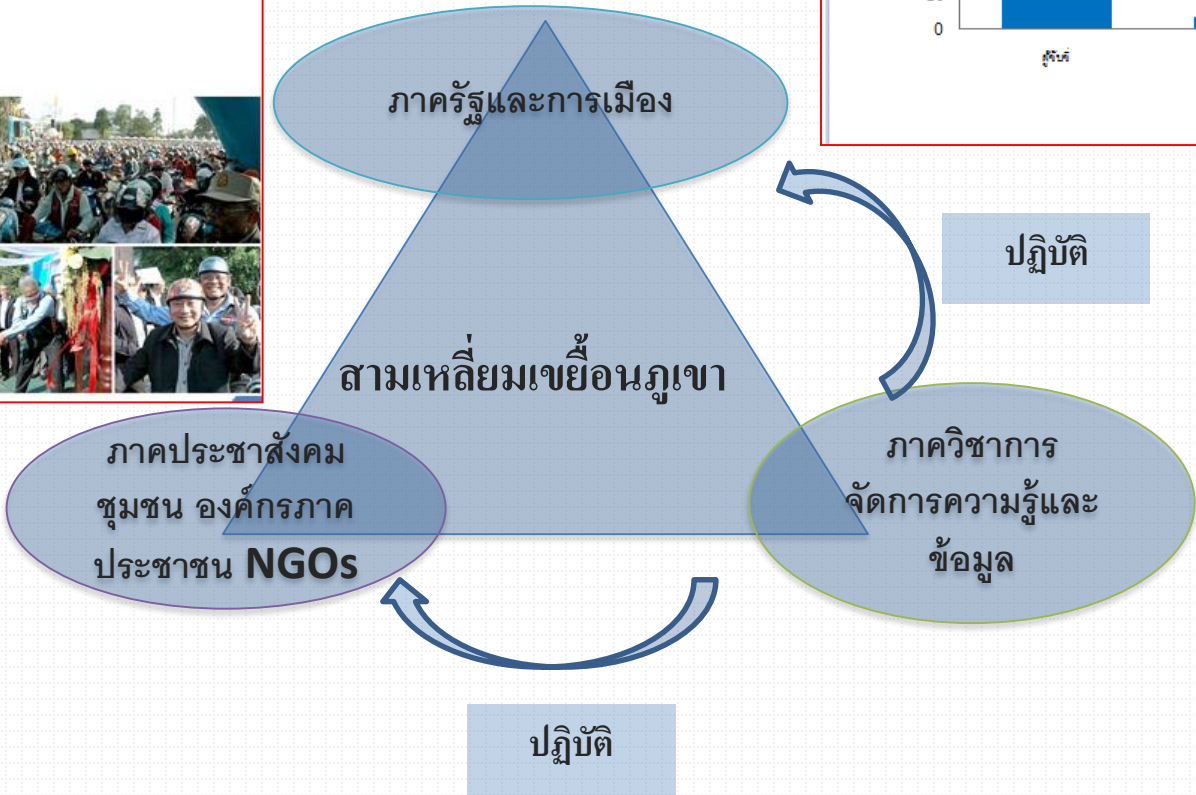 0
ผู้ขับขี่
ภาครัฐและการเมือง
ปฏิบัติ
สามเหลี่ยมเขยื้อนภูเขา
ภาคประชาสังคม
ชุมชน องค์กรภาค
ประชาชน NGOs
ภาควิชาการ
จัดการความรู้และ
ข้อมูล
ปฏิบัติ